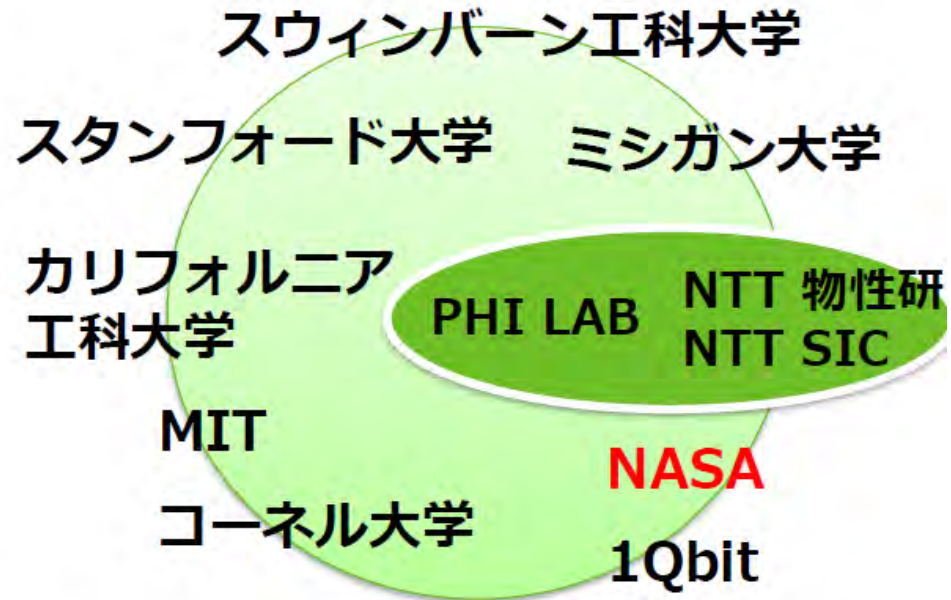 スウィンバーン工科大学
スタンフォード大学
ミシガン大学
カリフォルニア
工科大学
PHI LAB
NTT 物性研
NTT SIC
MIT
NASA
コーネル大学
1Qbit